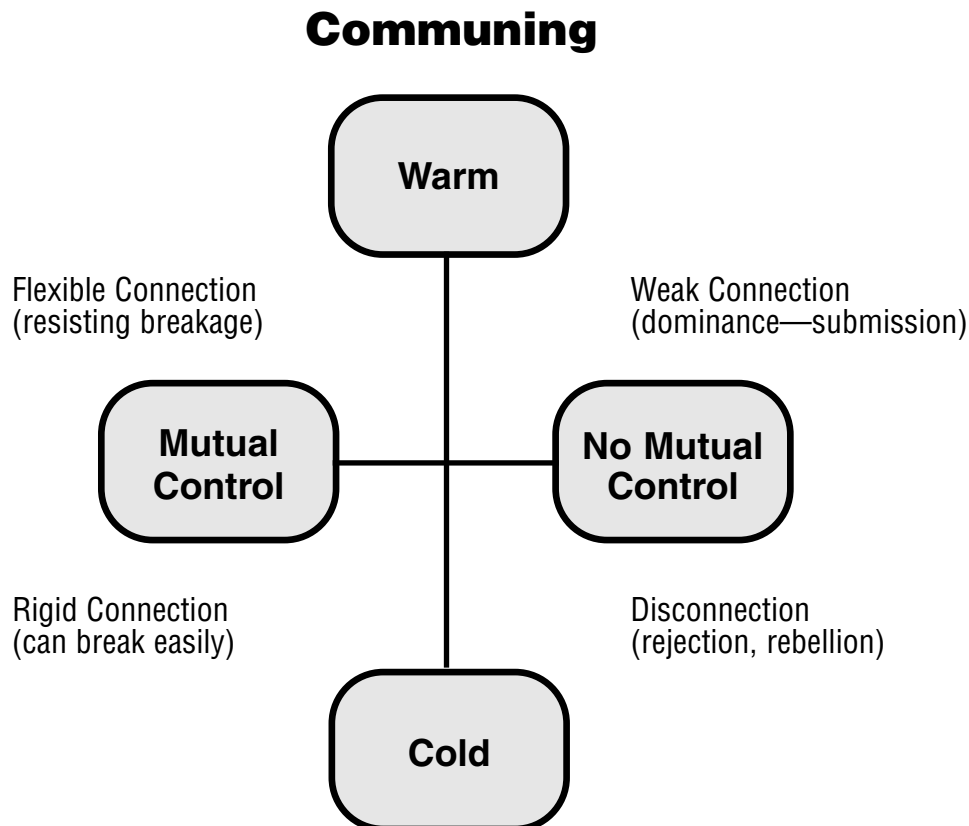 Communing
Warm
Flexible Connection
(resisting breakage)
Weak Connection
(dominance—submission)
Mutual
Control
No Mutual
Control
Rigid Connection
(can break easily)
Disconnection
(rejection, rebellion)
Cold